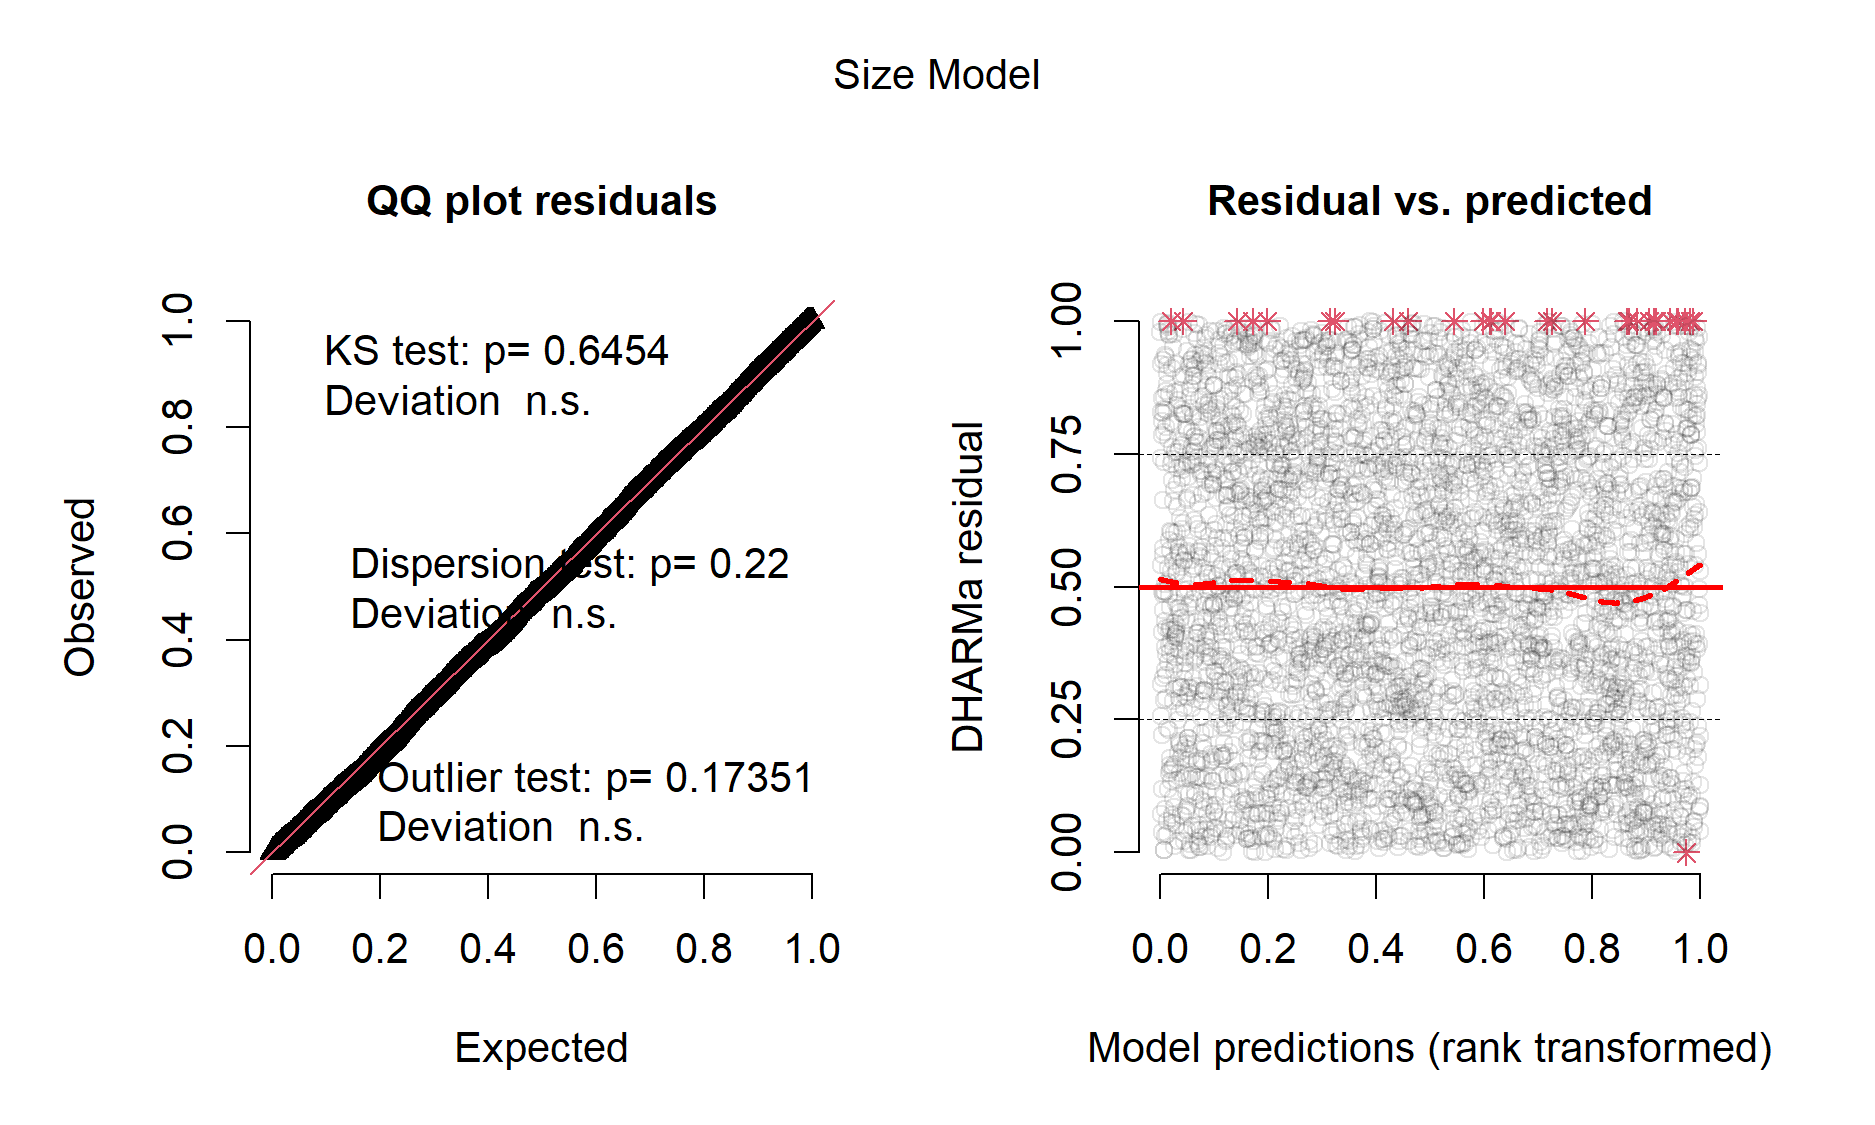 Size Model
QQ plot residuals
Observed
1.0
0.8
0.6
0.4
0.2
0.0
KS test: p= 0.6454
Deviation  n.s.
Dispersion test: p= 0.22
Deviation  n.s.
Outlier test: p= 0.17351
Deviation  n.s.
0.0 0.2 0.4 0.6 0.8 1.0
Expected
Residual vs. predicted
DHARMa residual
1.00
0.75
0.50
0.25
0.00
0.0 0.2 0.4 0.6 0.8 1.0
Model predictions (rank transformed)